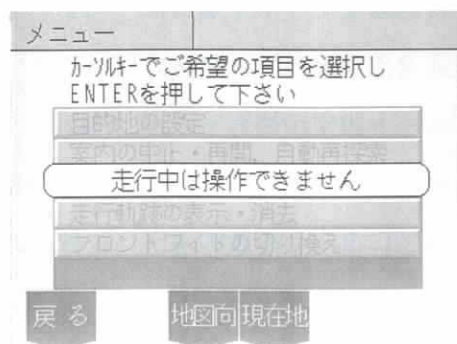 メニュー
カーソルキーでご希望の項目を選択し
ENTERを押して下さい
目的地の設定
案内の中止・再開、自動再探索
走行中は操作できません
走行軌跡の表示・消去
フロントワイドの切り換え
戻る
地図向
現在地